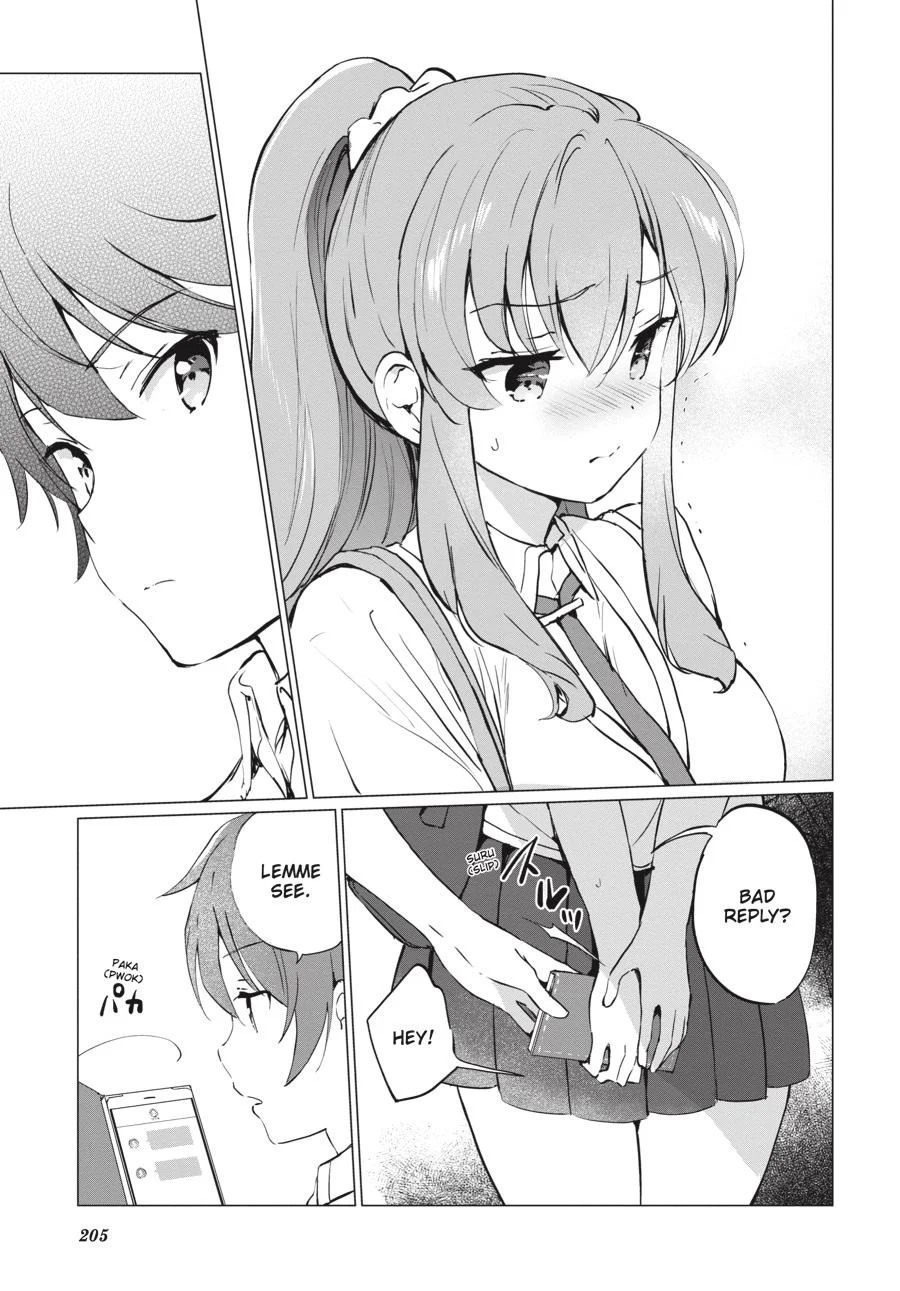 BAD
REPLY?
SURU
(SLIP)
スルッ
HEY!
LEMME
SEE.
PAKA
(PWOK)
パカ
205